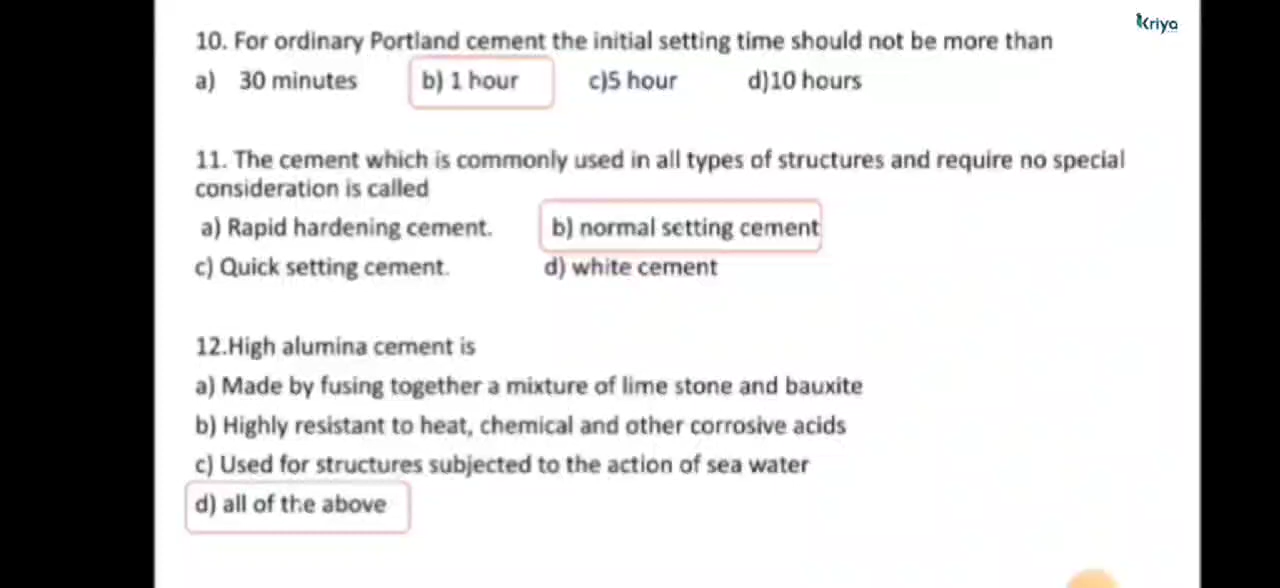 Kriya
10. For ordinary Portland cement the initial setting time should not be more than
a) 30 minutes b) 1 hour c)5 hour d)10 hours
11. The cement which is commonly used in all types of structures and require no special
consideration is called
a) Rapid hardening cement. b) normal setting cement
c) Quick setting cement. d) white cement
12.High alumina cement is
a) Made by fusing together a mixture of lime stone and bauxite
b) Highly resistant to heat, chemical and other corrosive acids
c) Used for structures subjected to the action of sea water
d) all of the above